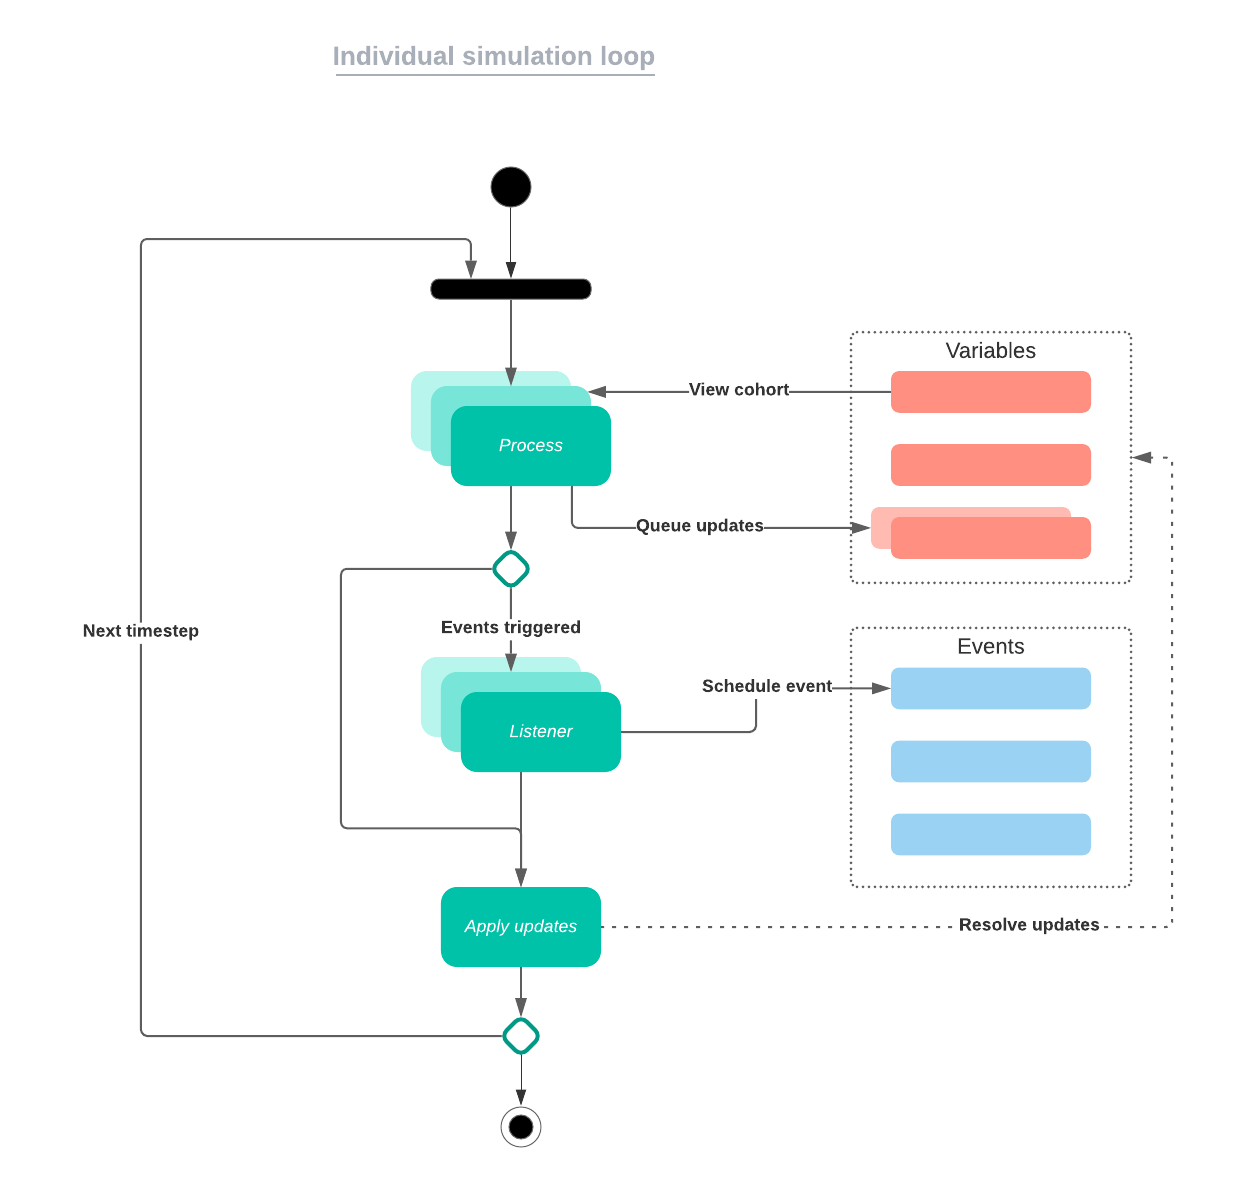 Individual simulation loop
Variables
View cohort
Process
Queue updates
Events triggered
Next timestep
Events
Schedule event
Listener
Apply updates
Resolve updates